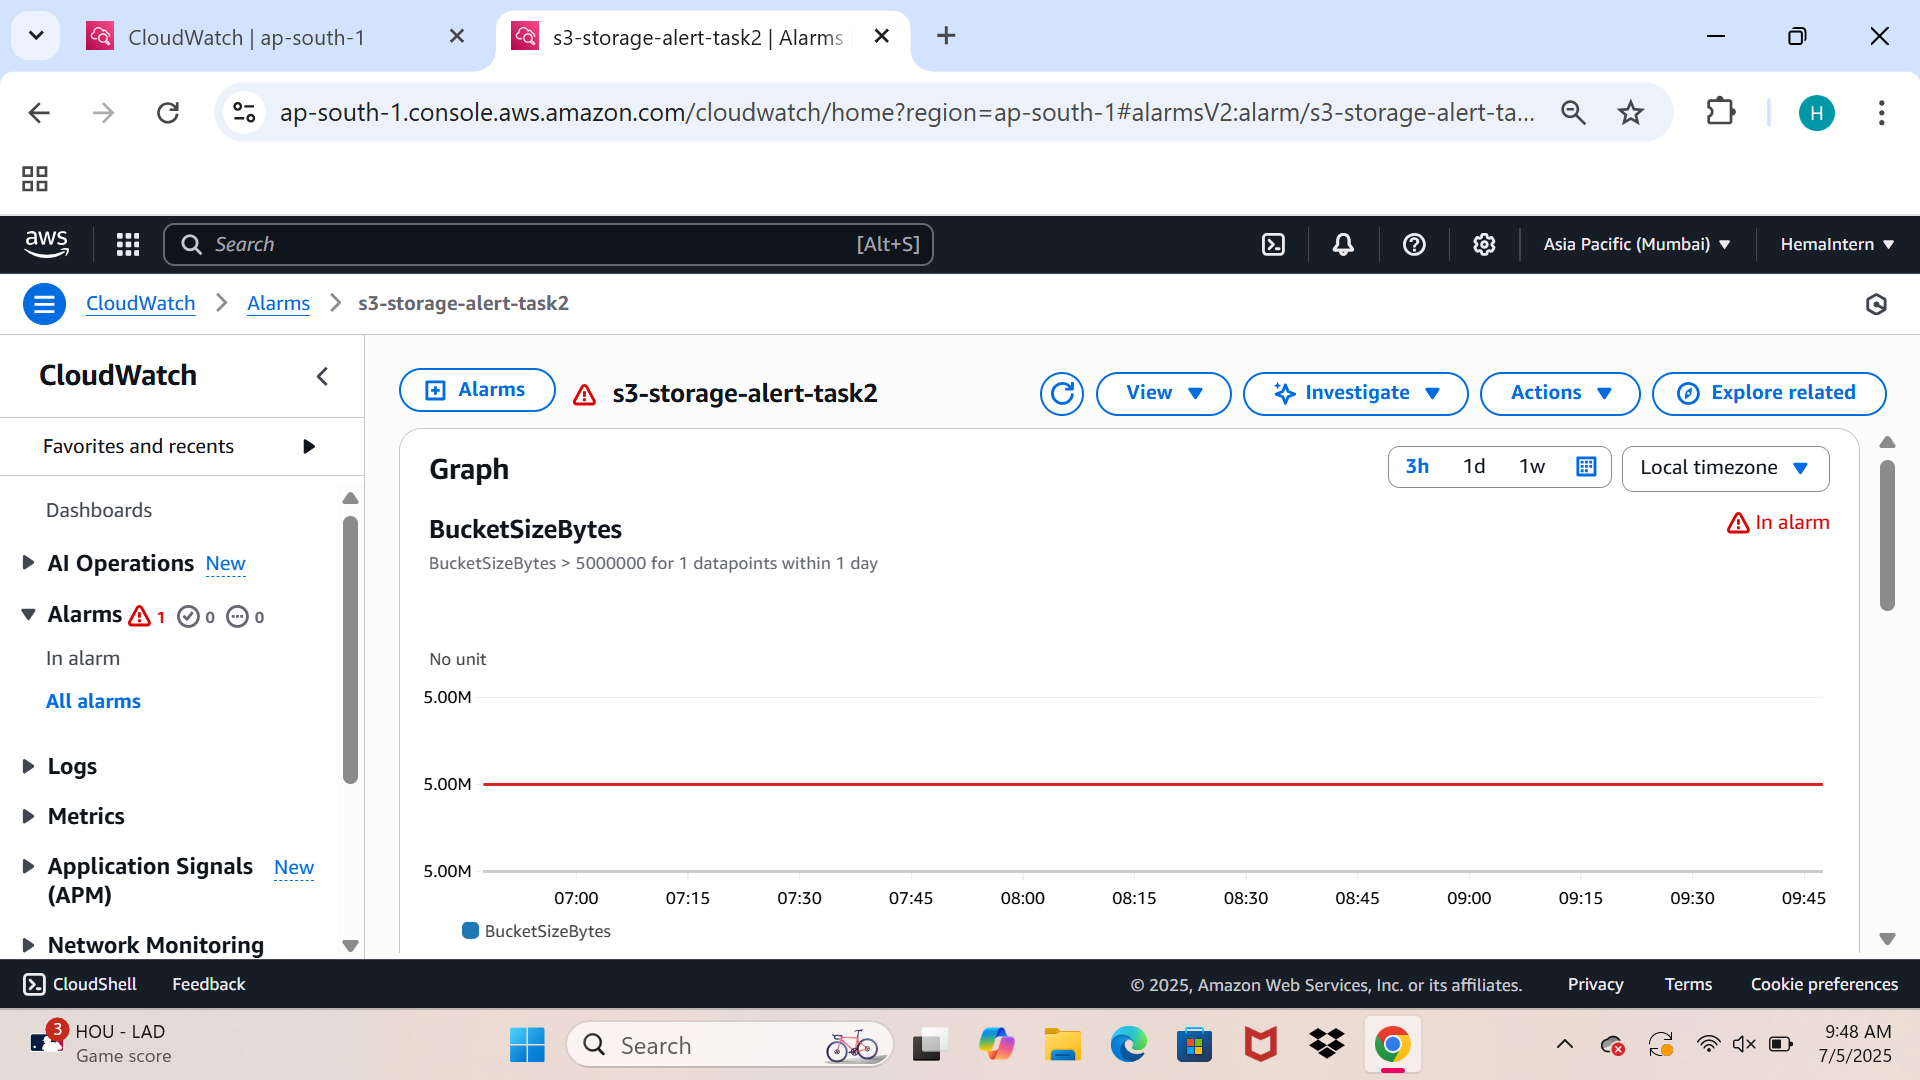 CloudWatch | ap-south-1
s3-storage-alert-task2 | Alarms
ap-south-1.console.aws.amazon.com/cloudwatch/home?region=ap-south-1#alarmsV2:alarm/s3-storage-alert-ta...
H
aws
Search
[Alt+S]
Asia Pacific (Mumbai)
HemaIntern
CloudWatch
Alarms
s3-storage-alert-task2
CloudWatch
Favorites and recents
Dashboards
AI Operations New
Alarms 1 0 0
In alarm
All alarms
Logs
Metrics
Application Signals New
(APM)
Network Monitoring
Alarms
s3-storage-alert-task2
View
Investigate
Actions
Explore related
Graph
3h 1d 1w
Local timezone
BucketSizeBytes
In alarm
BucketSizeBytes > 5000000 for 1 datapoints within 1 day
No unit
5.00M
5.00M
5.00M
07:00 07:15 07:30 07:45 08:00 08:15 08:30 08:45 09:00 09:15 09:30 09:45
BucketSizeBytes
CloudShell
Feedback
© 2025, Amazon Web Services, Inc. or its affiliates.
Privacy
Terms
Cookie preferences
3
HOU - LAD
Game score
Search
9:48 AM
7/5/2025